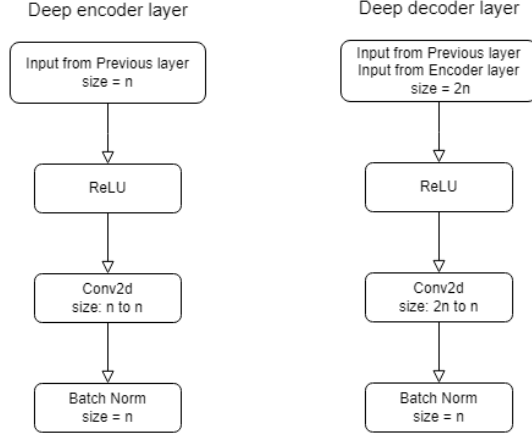 Deep encoder layer
Input from Previous layer
size = n
ReLU
Conv2d
size: n to n
Batch Norm
size = n
Deep decoder layer
Input from Previous layer
Input from Encoder layer
size = 2n
ReLU
Conv2d
size: 2n to n
Batch Norm
size = n